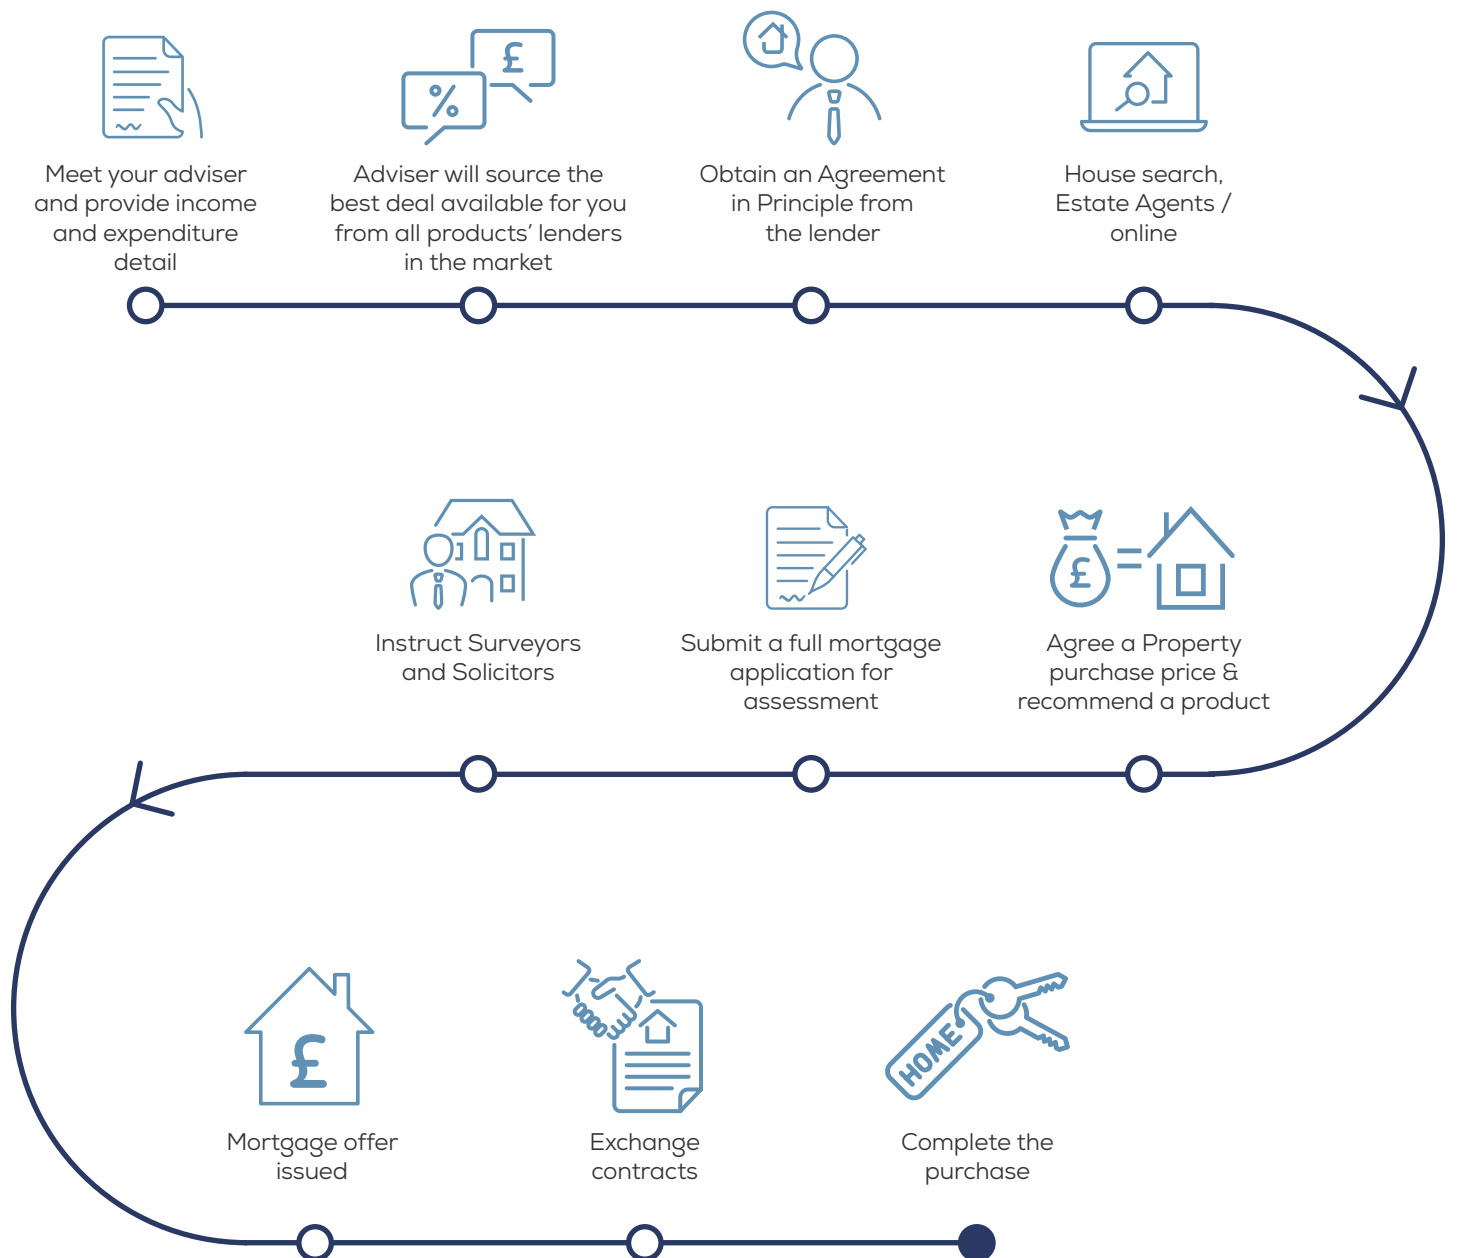 £
%
Meet your adviser
and provide income
and expenditure
detail
Adviser will source the
best deal available for you
from all products’ lenders
in the market
Obtain an Agreement
in Principle from
the lender
House search,
Estate Agents /
online
£
=
Agree a Property
purchase price &
recommend a product
Submit a full mortgage
application for
assessment
Instruct Surveyors
and Solicitors
£
Mortgage offer
issued
Exchange
contracts
HOME
Complete the
purchase